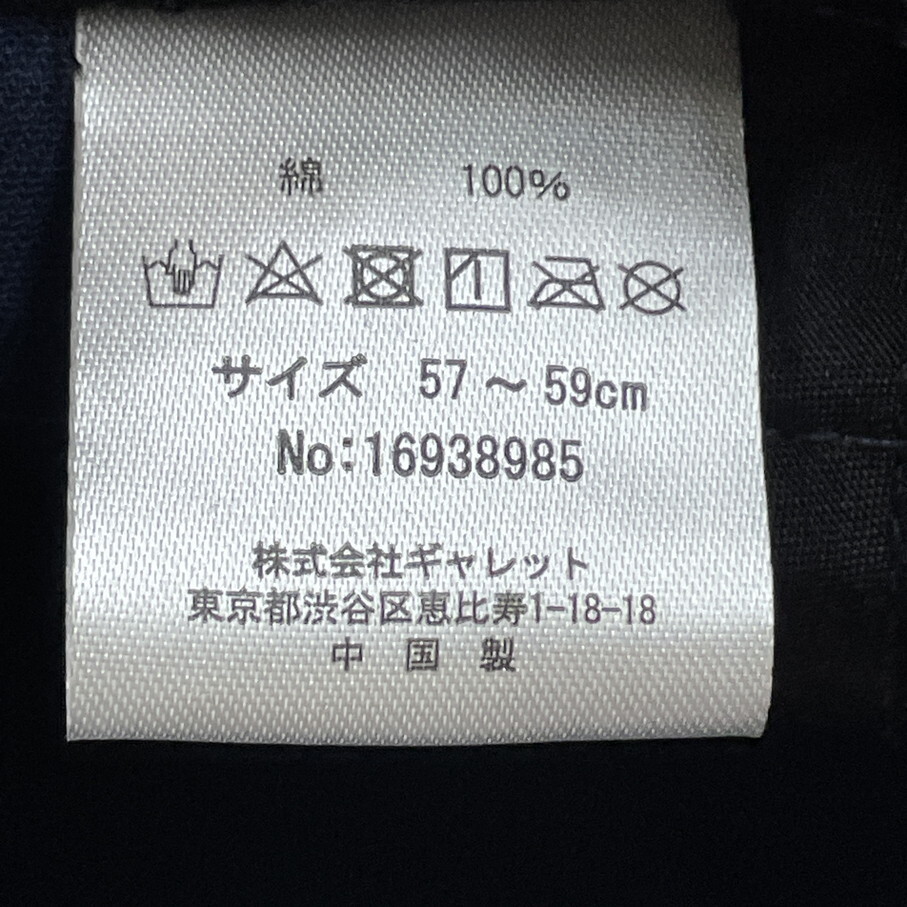 綿 100%
サイズ 57～59cm
No:16938985
株式会社ギャレット
東京都渋谷区恵比寿1-18-18
中国製